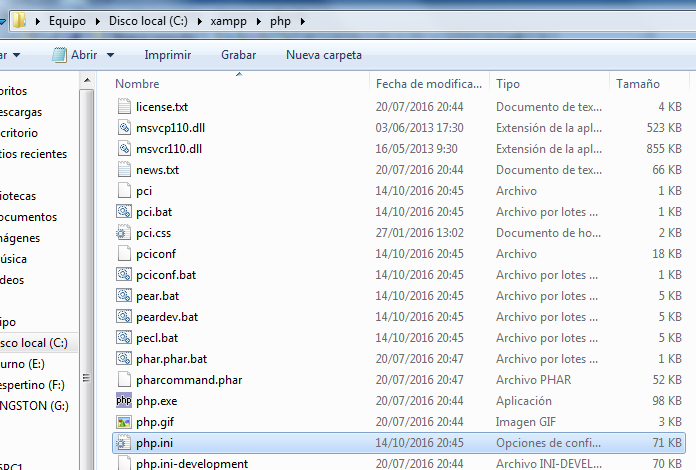 Equipo Disco local (C:) xampp php
ar Abrir Imprimir Grabar Nueva carpeta
Nombre Fecha de modifica... Tipo Tamaño
oritos
escargas
critorio
tios recientes
liotecas
ocumentos
nágenes
úsica
deos
ipo
isco local (C:)
urno (E:)
espertino (F:)
NGSTON (G:)
5PC1
license.txt 20/07/2016 20:44 Documento de tex... 4 KB
msvcp110.dll 03/06/2013 17:30 Extensión de la apl... 523 KB
msvcr110.dll 16/05/2013 9:30 Extensión de la apl... 855 KB
news.txt 20/07/2016 20:44 Documento de tex... 66 KB
pci 14/10/2016 20:45 Archivo 1 KB
pci.bat 14/10/2016 20:45 Archivo por lotes ... 1 KB
pci.css 27/01/2016 13:02 Documento de ho... 2 KB
pciconf 14/10/2016 20:45 Archivo 18 KB
pciconf.bat 14/10/2016 20:45 Archivo por lotes ... 1 KB
pear.bat 14/10/2016 20:45 Archivo por lotes ... 5 KB
peardev.bat 14/10/2016 20:45 Archivo por lotes ... 5 KB
pecl.bat 14/10/2016 20:45 Archivo por lotes ... 5 KB
phar.phar.bat 20/07/2016 20:47 Archivo por lotes ... 1 KB
pharcommand.phar 20/07/2016 20:47 Archivo PHAR 52 KB
php php.exe 20/07/2016 20:44 Aplicación 98 KB
php.gif 20/07/2016 20:44 Imagen GIF 3 KB
php.ini 14/10/2016 20:45 Opciones de confi... 71 KB
php.ini-development 20/07/2016 20:44 Archivo INI-DEVEL... 70 KB